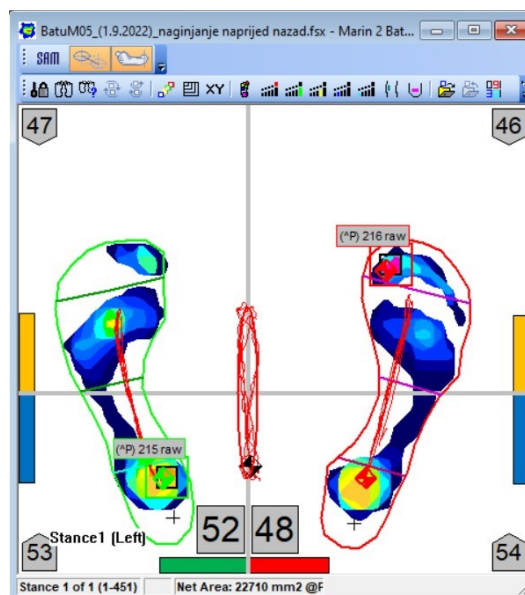 BatuM05_(1.9.2022)_naginjanje naprijed nazad.fsx - Marin 2 Bat...
SAM
XY
47
46
(^P) 216 raw
(^P) 215 raw
52 48
Stance1 (Left)
53
54
Stance 1 of 1 (1-451)
Net Area: 22710 mm2 @F